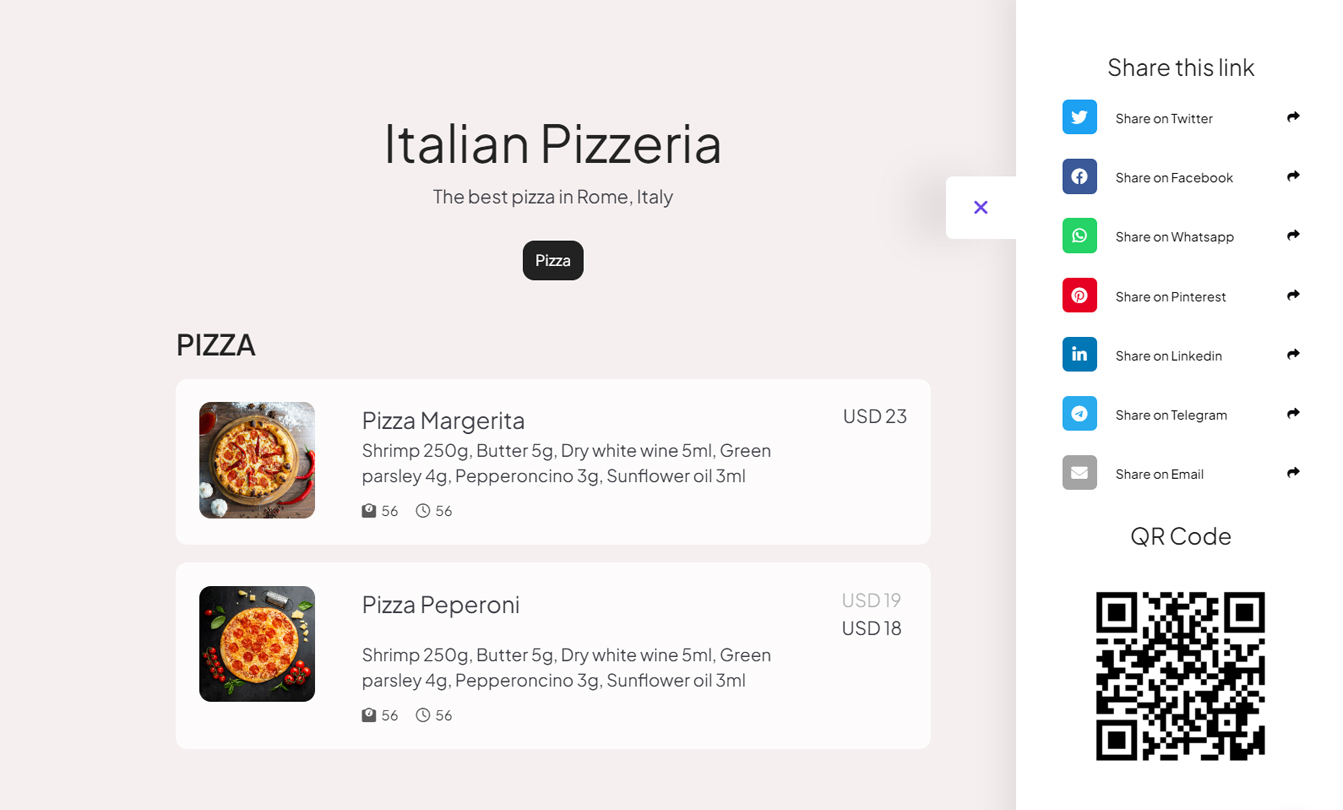 Italian Pizzeria
The best pizza in Rome, Italy
Pizza
PIZZA
Pizza Margerita
USD 23
Shrimp 250g, Butter 5g, Dry white wine 5ml, Green
parsley 4g, Pepperoncino 3g, Sunflower oil 3ml
56 56
Pizza Peperoni
USD 19
USD 18
Shrimp 250g, Butter 5g, Dry white wine 5ml, Green
parsley 4g, Pepperoncino 3g, Sunflower oil 3ml
56 56
Share this link
Share on Twitter
Share on Facebook
Share on Whatsapp
Share on Pinterest
Share on Linkedin
Share on Telegram
Share on Email
QR Code